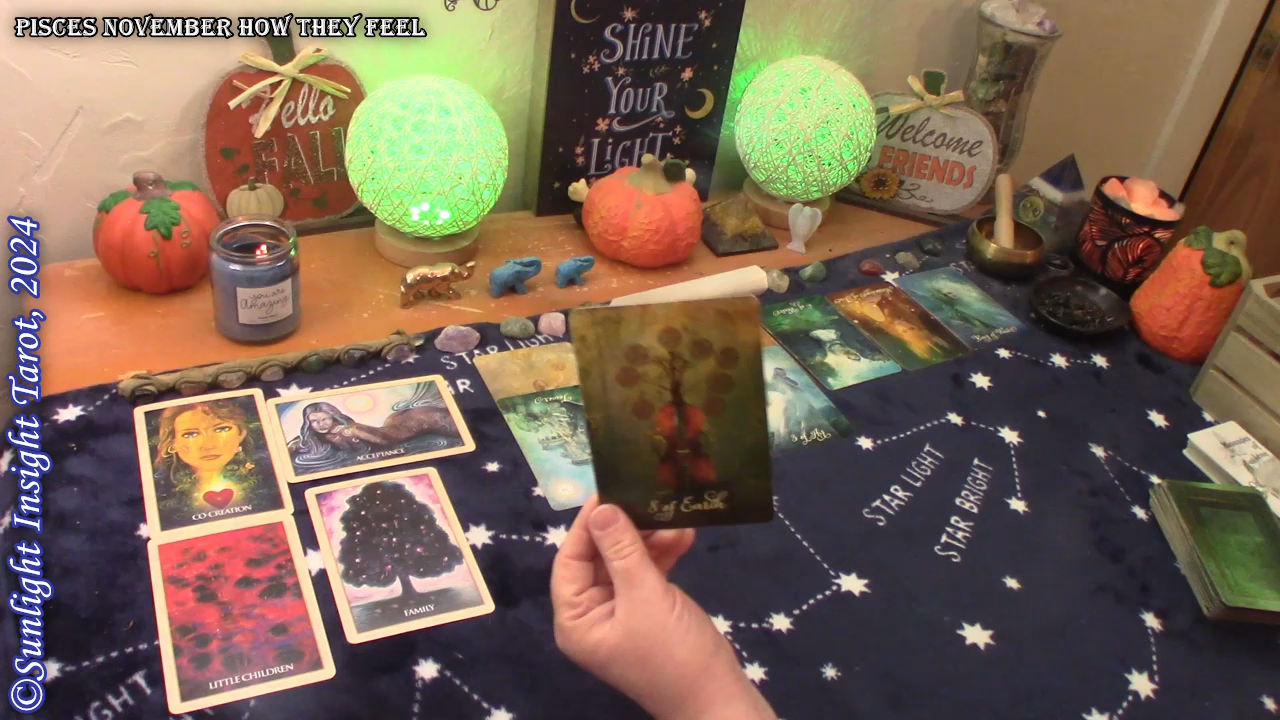 PISCES NOVEMBER HOW THEY FEEL
©Sunlight Insight Tarot, 2024
Hello
FALL
SHINE
YOUR
LIGHT
Welcome
FRIENDS
you are
Amazing
STAR LIGHT
CO-CREATION
ACCEPTANCE
LITTLE CHILDREN
FAMILY
8 of Earth
STAR LIGHT
STAR BRIGHT